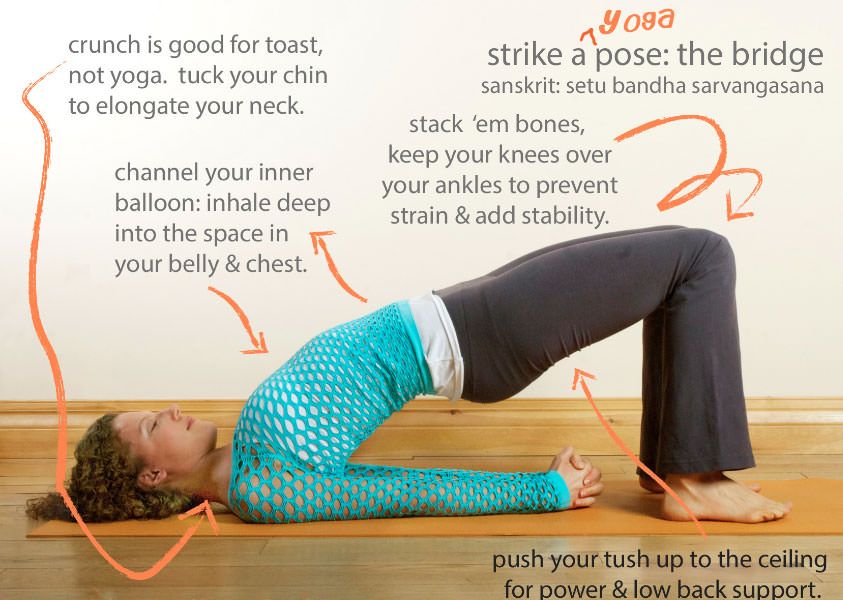 strike a yoga pose: the bridge
sanskrit: setu bandha sarvangasana
crunch is good for toast,
not yoga. tuck your chin
to elongate your neck.
stack 'em bones,
keep your knees over
your ankles to prevent
strain & add stability.
channel your inner
balloon: inhale deep
into the space in
your belly & chest.
push your tush up to the ceiling
for power & low back support.